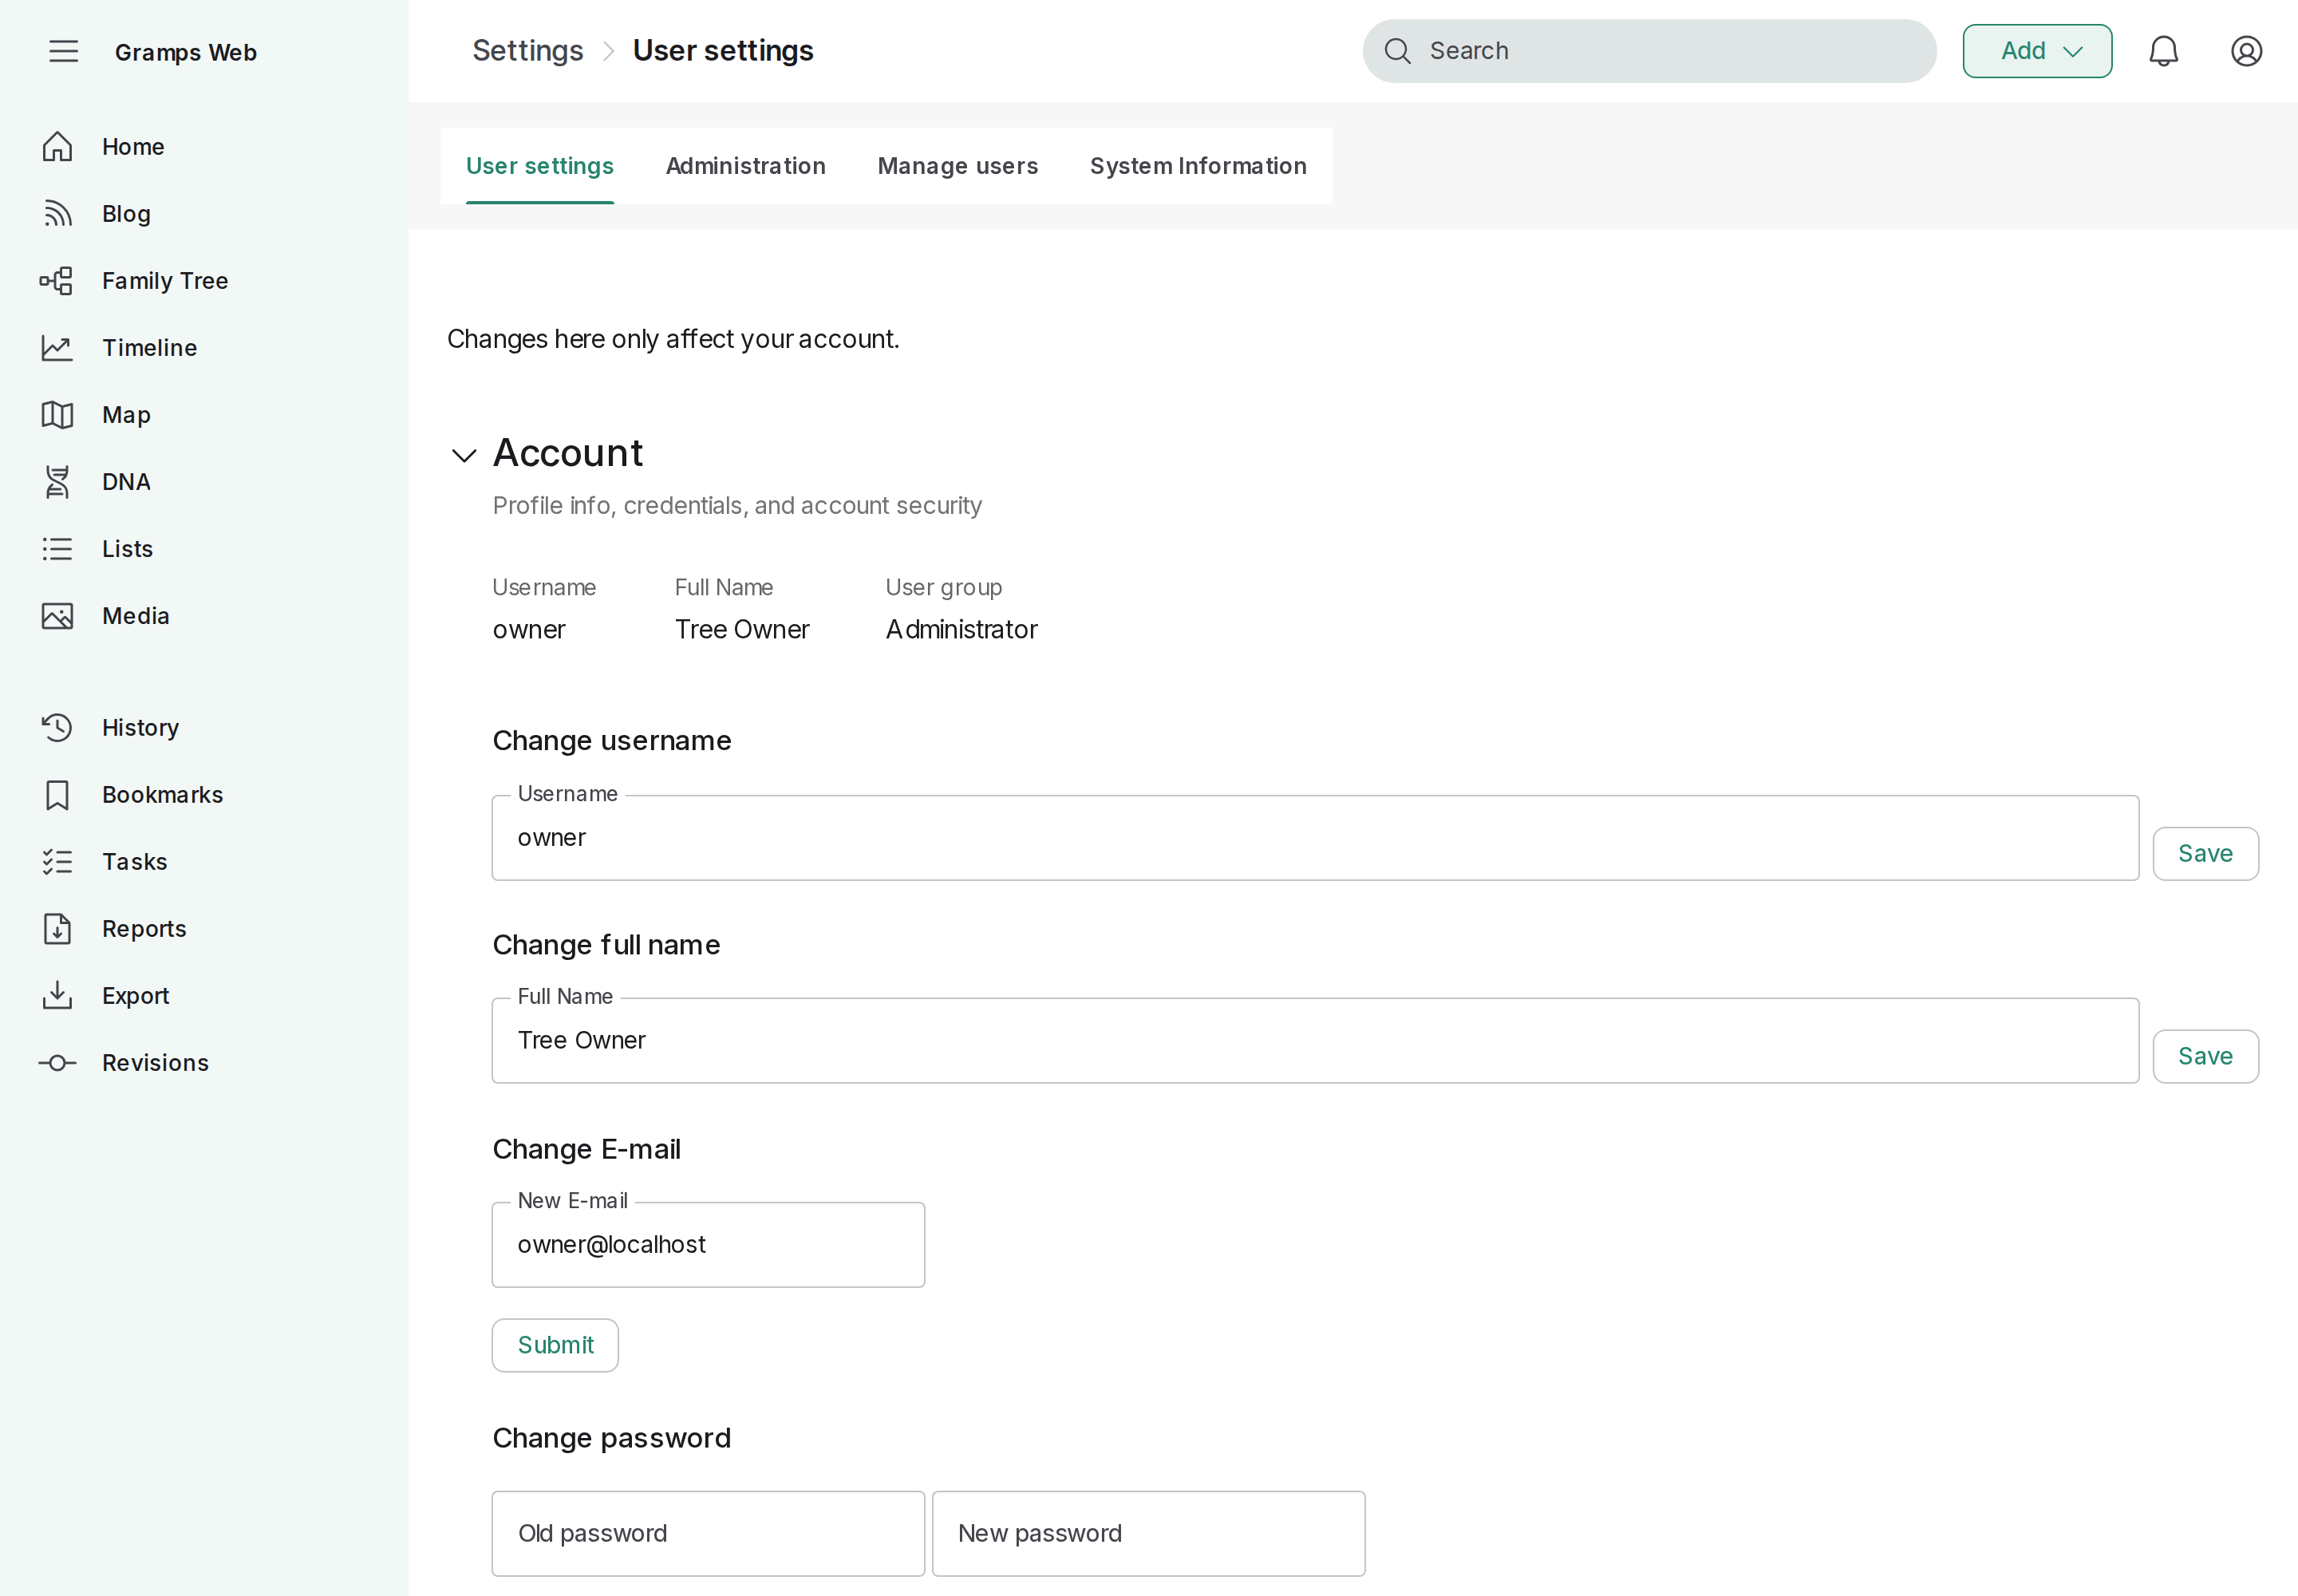 Gramps Web
Home
Blog
Family Tree
Timeline
Map
DNA
Lists
Media
History
Bookmarks
Tasks
Reports
Export
Revisions
Settings
User settings
Search
Add
User settings
Administration
Manage users
System Information
Changes here only affect your account.
Account
Profile info, credentials, and account security
Username
owner
Full Name
Tree Owner
User group
Administrator
Change username
Username
owner
Save
Change full name
Full Name
Tree Owner
Save
Change E-mail
New E-mail
owner@localhost
Submit
Change password
Old password
New password